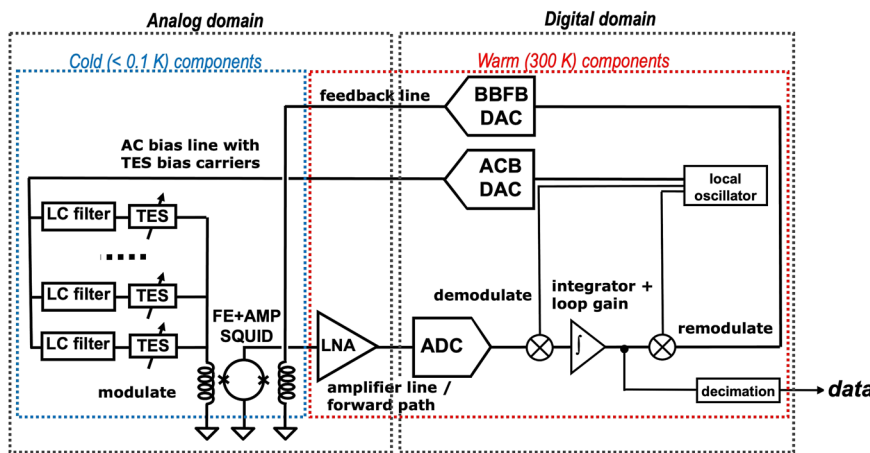 Analog domain
Digital domain
Cold (< 0.1 K) components
Warm (300 K) components
feedback line
BBFB
DAC
AC bias line with
TES bias carriers
ACB
DAC
local
oscillator
LC filter
TES
LC filter
TES
LC filter
TES
FE+AMP
SQUID
modulate
LNA
amplifier line /
forward path
ADC
demodulate
integrator +
loop gain
∫
remodulate
decimation
data